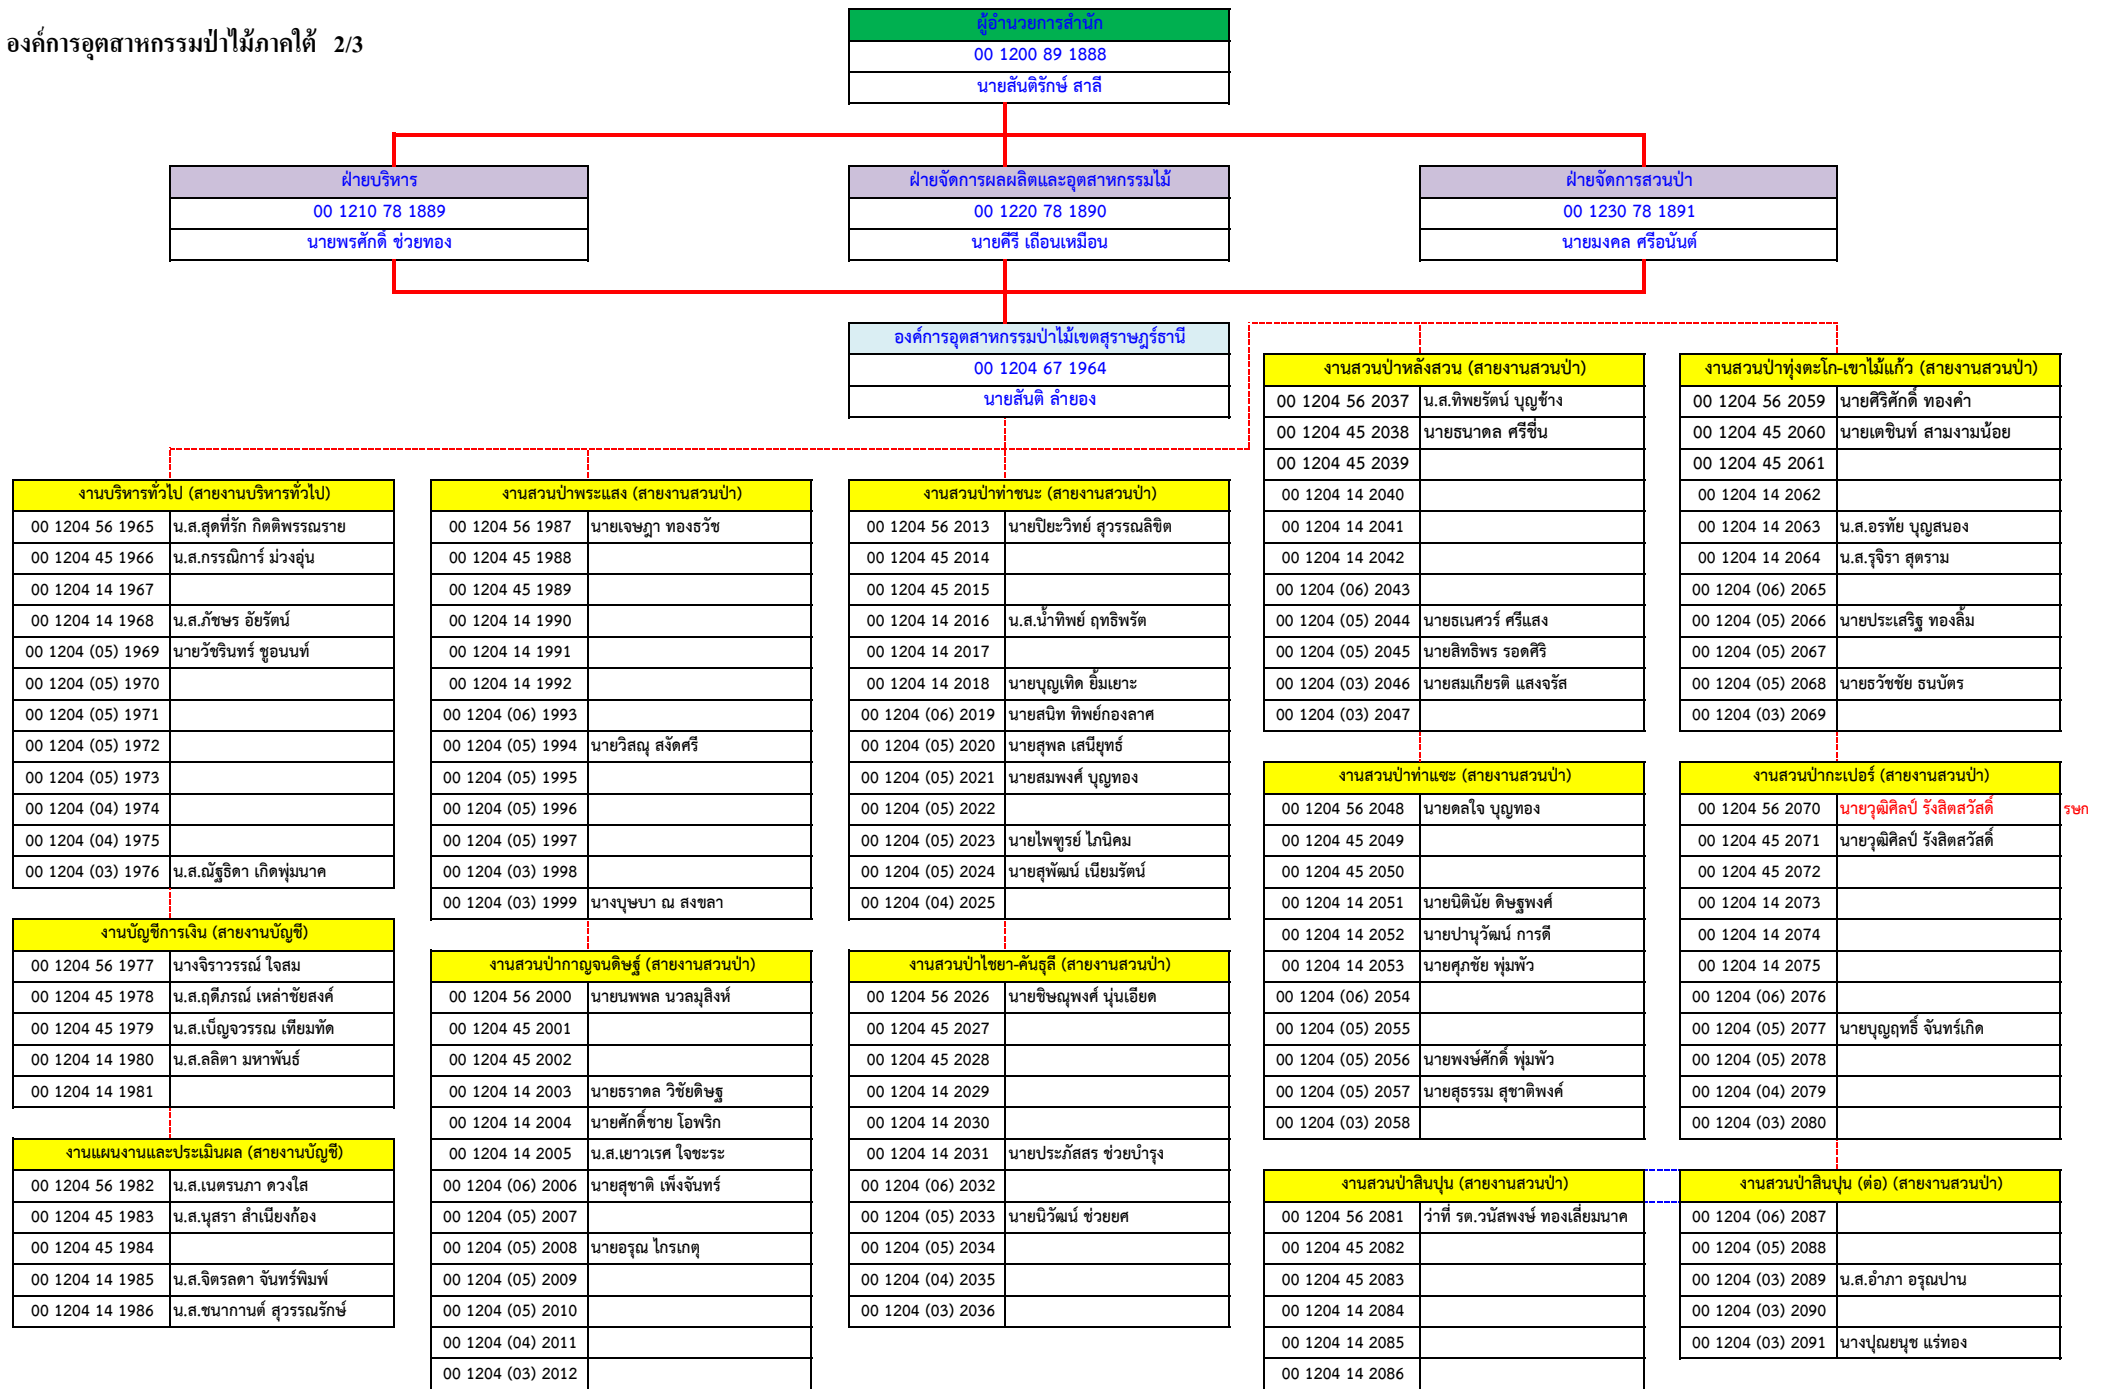 องค์การอุตสาหกรรมป่าไม้ภาคใต้ 2/3
ผู้อำนวยการสำนัก
00 1200 89 1888
นายสันติรักษ์ สาลี
ฝ่ายบริหาร
00 1210 78 1889
นายพรศักดิ์ ช่วยทอง
ฝ่ายจัดการผลผลิตและอุตสาหกรรมไม้
00 1220 78 1890
นายคีรี เถือนเหมือน
ฝ่ายจัดการสวนป่า
00 1230 78 1891
นายมงคล ศรีอนันต์
องค์การอุตสาหกรรมป่าไม้เขตสุราษฎร์ธานี
00 1204 67 1964
นายสันติ ลำยอง
งานบริหารทั่วไป (สายงานบริหารทั่วไป)
00 1204 56 1965 น.ส.สุดที่รัก กิตติพรรณราย
00 1204 45 1966 น.ส.กรรณิการ์ ม่วงอุ่น
00 1204 14 1967
00 1204 14 1968 น.ส.ภัชษร อัยรัตน์
00 1204 (05) 1969 นายวัชรินทร์ ชูอนนท์
00 1204 (05) 1970
00 1204 (05) 1971
00 1204 (05) 1972
00 1204 (05) 1973
00 1204 (04) 1974
00 1204 (04) 1975
00 1204 (03) 1976 น.ส.ณัฐธิดา เกิดพุ่มนาค
งานบัญชีการเงิน (สายงานบัญชี)
00 1204 56 1977 นางจิราวรรณ์ ใจสม
00 1204 45 1978 น.ส.ฤดีภรณ์ เหล่าชัยสงค์
00 1204 45 1979 น.ส.เบ็ญจวรรณ เทียมทัด
00 1204 14 1980 น.ส.ลลิตา มหาพันธ์
00 1204 14 1981
งานแผนงานและประเมินผล (สายงานบัญชี)
00 1204 56 1982 น.ส.เนตรนภา ดวงใส
00 1204 45 1983 น.ส.นุสรา สำเนียงก้อง
00 1204 45 1984
00 1204 14 1985 น.ส.จิตรลดา จันทร์พิมพ์
00 1204 14 1986 น.ส.ชนากานต์ สุวรรณรักษ์
งานสวนป่าพระแสง (สายงานสวนป่า)
00 1204 56 1987 นายเจษฎา ทองธวัช
00 1204 45 1988
00 1204 45 1989
00 1204 14 1990
00 1204 14 1991
00 1204 14 1992
00 1204 (06) 1993
00 1204 (05) 1994 นายวิสณุ สงัดศรี
00 1204 (05) 1995
00 1204 (05) 1996
00 1204 (05) 1997
00 1204 (03) 1998
00 1204 (03) 1999 นางบุษบา ณ สงขลา
งานสวนป่ากาญจนดิษฐ์ (สายงานสวนป่า)
00 1204 56 2000 นายนพพล นวลมุสิงห์
00 1204 45 2001
00 1204 45 2002
00 1204 14 2003 นายธราดล วิชัยดิษฐ
00 1204 14 2004 นายศักดิ์ชาย โอพริก
00 1204 14 2005 น.ส.เยาวเรศ ใจชะระ
00 1204 (06) 2006 นายสุชาติ เพ็งจันทร์
00 1204 (05) 2007
00 1204 (05) 2008 นายอรุณ ไกรเกตุ
00 1204 (05) 2009
00 1204 (05) 2010
00 1204 (04) 2011
00 1204 (03) 2012
งานสวนป่าท่าชนะ (สายงานสวนป่า)
00 1204 56 2013 นายปิยะวิทย์ สุวรรณลิขิต
00 1204 45 2014
00 1204 45 2015
00 1204 14 2016 น.ส.น้ำทิพย์ ฤทธิพรัต
00 1204 14 2017
00 1204 14 2018 นายบุญเทิด ยิ้มเยาะ
00 1204 (06) 2019 นายสนิท ทิพย์กองลาศ
00 1204 (05) 2020 นายสุพล เสนียุทธ์
00 1204 (05) 2021 นายสมพงศ์ บุญทอง
00 1204 (05) 2022
00 1204 (05) 2023 นายไพฑูรย์ ไภนิคม
00 1204 (05) 2024 นายสุพัฒน์ เนียมรัตน์
00 1204 (04) 2025
งานสวนป่าไชยา-คันธุลี (สายงานสวนป่า)
00 1204 56 2026 นายชิษณุพงศ์ นุ่นเอียด
00 1204 45 2027
00 1204 45 2028
00 1204 14 2029
00 1204 14 2030
00 1204 14 2031 นายประภัสสร ช่วยบำรุง
00 1204 (06) 2032
00 1204 (05) 2033 นายนิวัฒน์ ช่วยยศ
00 1204 (05) 2034
00 1204 (04) 2035
00 1204 (03) 2036
งานสวนป่าหลังสวน (สายงานสวนป่า)
00 1204 56 2037 น.ส.ทิพยรัตน์ บุญช้าง
00 1204 45 2038 นายธนาดล ศรีชื่น
00 1204 45 2039
00 1204 14 2040
00 1204 14 2041
00 1204 14 2042
00 1204 (06) 2043
00 1204 (05) 2044 นายธเนศวร์ ศรีแสง
00 1204 (05) 2045 นายสิทธิพร รอดศิริ
00 1204 (03) 2046 นายสมเกียรติ แสงจรัส
00 1204 (03) 2047
งานสวนป่าท่าแซะ (สายงานสวนป่า)
00 1204 56 2048 นายดลใจ บุญทอง
00 1204 45 2049
00 1204 45 2050
00 1204 14 2051 นายนิตินัย ดิษฐพงศ์
00 1204 14 2052 นายปานุวัฒน์ การดี
00 1204 14 2053 นายศุภชัย พุ่มพัว
00 1204 (06) 2054
00 1204 (05) 2055
00 1204 (05) 2056 นายพงษ์ศักดิ์ พุ่มพัว
00 1204 (05) 2057 นายสุธรรม สุชาติพงค์
00 1204 (03) 2058
งานสวนป่าสินปุน (สายงานสวนป่า)
00 1204 56 2081 ว่าที่ รต.วนัสพงษ์ ทองเลี่ยมนาค
00 1204 45 2082
00 1204 45 2083
00 1204 14 2084
00 1204 14 2085
00 1204 14 2086
งานสวนป่าทุ่งตะโก-เขาไม้แก้ว (สายงานสวนป่า)
00 1204 56 2059 นายศิริศักดิ์ ทองคำ
00 1204 45 2060 นายเตชินท์ สามงามน้อย
00 1204 45 2061
00 1204 14 2062
00 1204 14 2063 น.ส.อรทัย บุญสนอง
00 1204 14 2064 น.ส.รุจิรา สุตราม
00 1204 (06) 2065
00 1204 (05) 2066 นายประเสริฐ ทองลิ้ม
00 1204 (05) 2067
00 1204 (05) 2068 นายธวัชชัย ธนบัตร
00 1204 (03) 2069
งานสวนป่ากะเปอร์ (สายงานสวนป่า)
00 1204 56 2070 นายวุฒิศิลป์ รังสิตสวัสดิ์ รษก
00 1204 45 2071 นายวุฒิศิลป์ รังสิตสวัสดิ์
00 1204 45 2072
00 1204 14 2073
00 1204 14 2074
00 1204 14 2075
00 1204 (06) 2076
00 1204 (05) 2077 นายบุญฤทธิ์ จันทร์เกิด
00 1204 (05) 2078
00 1204 (04) 2079
00 1204 (03) 2080
งานสวนป่าสินปุน (ต่อ) (สายงานสวนป่า)
00 1204 (06) 2087
00 1204 (05) 2088
00 1204 (03) 2089 น.ส.อำภา อรุณปาน
00 1204 (03) 2090
00 1204 (03) 2091 นางปุณยนุช แร่ทอง